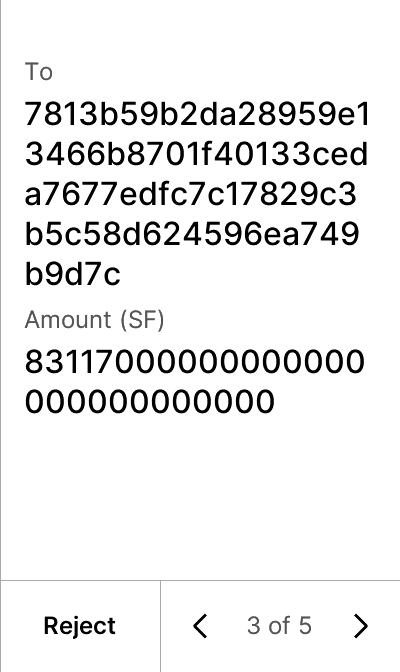 To
7813b59b2da28959e1
3466b8701f40133ced
a7677edfc7c17829c3
b5c58d624596ea749
b9d7c
Amount (SF)
83117000000000000
000000000000
Reject
3 of 5